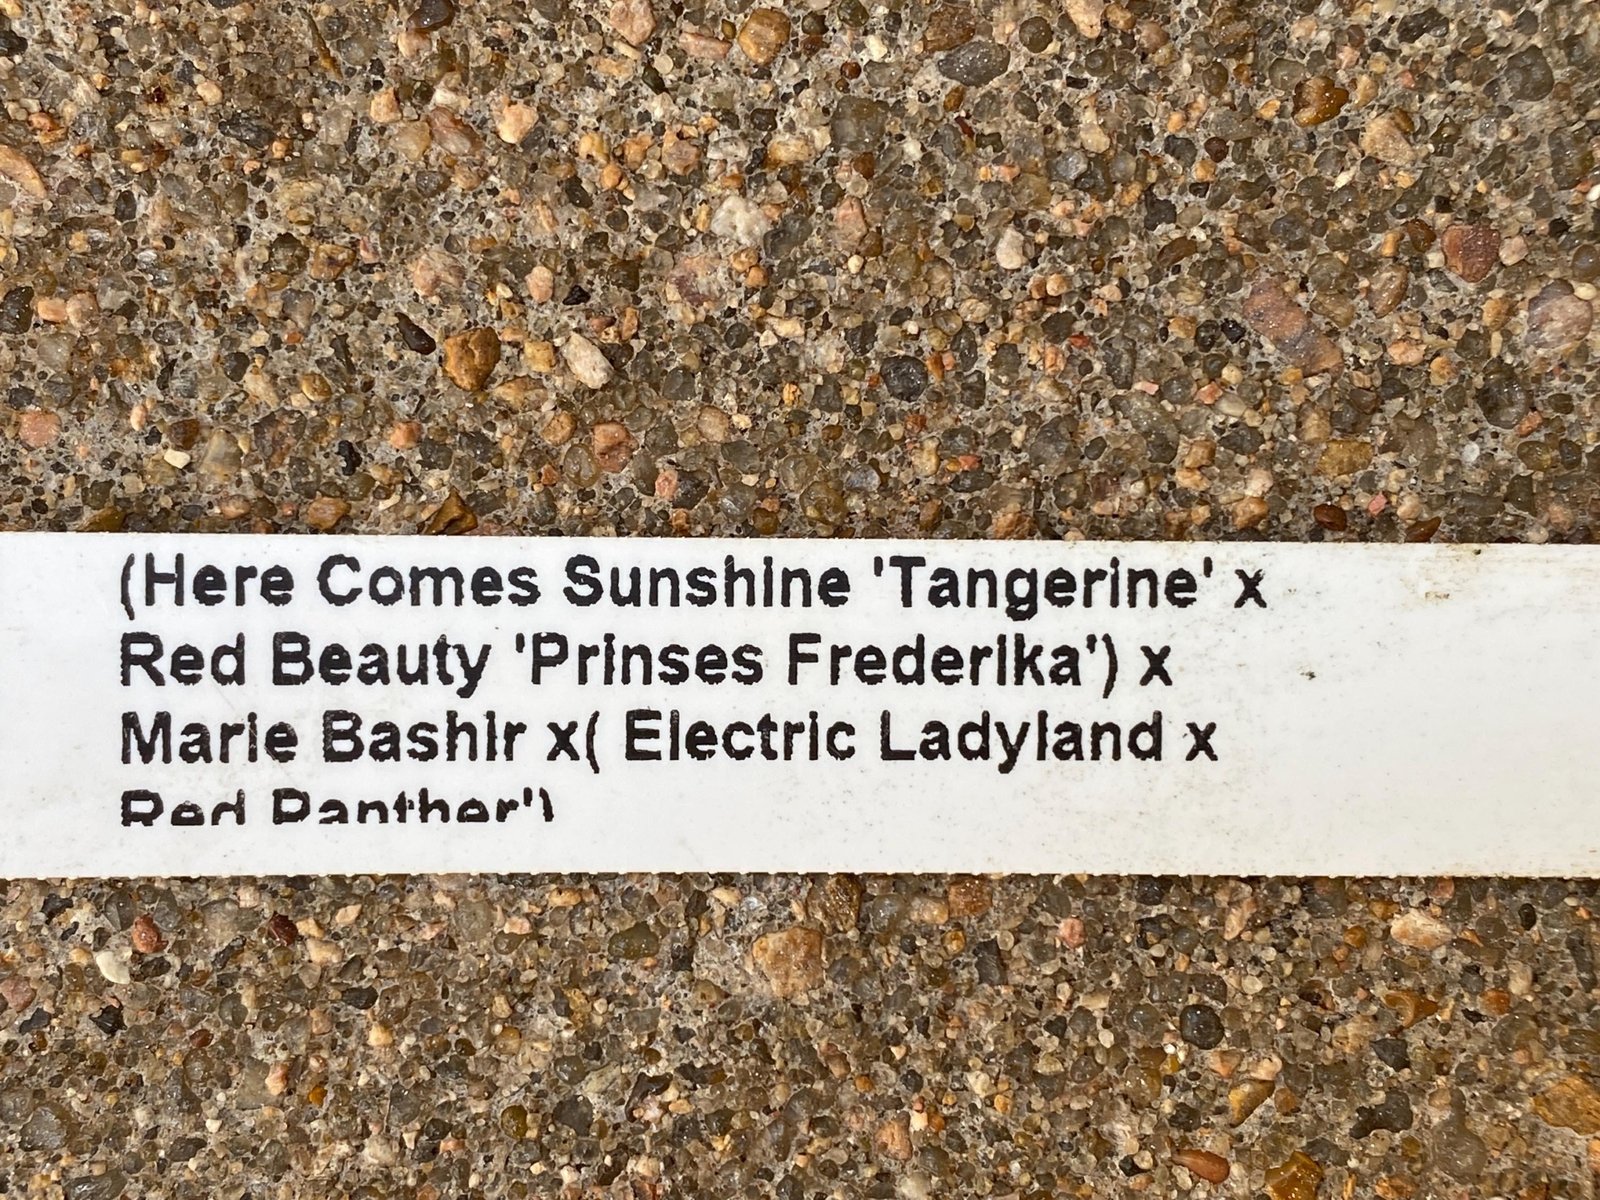 (Here Comes Sunshine 'Tangerine' x
Red Beauty 'Prinses Frederika') x
Marie Bashir x( Electric Ladyland x
Red Panther')